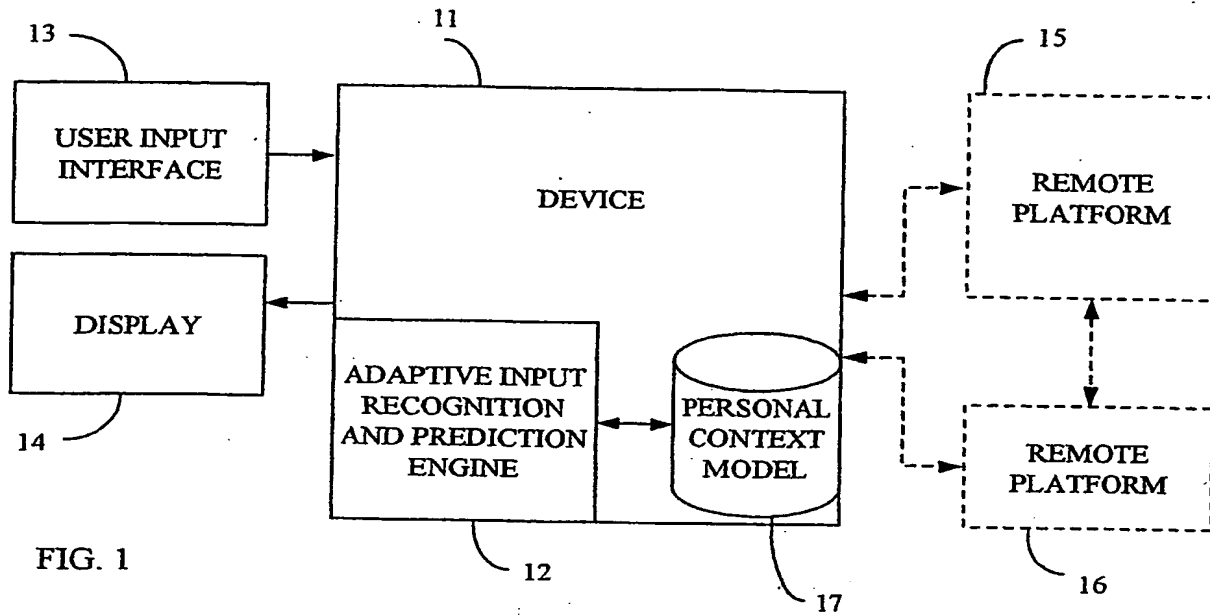 13
11
15
USER INPUT
INTERFACE
DEVICE
REMOTE
PLATFORM
DISPLAY
14
ADAPTIVE INPUT
RECOGNITION
AND PREDICTION
ENGINE
PERSONAL
CONTEXT
MODEL
REMOTE
PLATFORM
FIG. 1
12
17
16